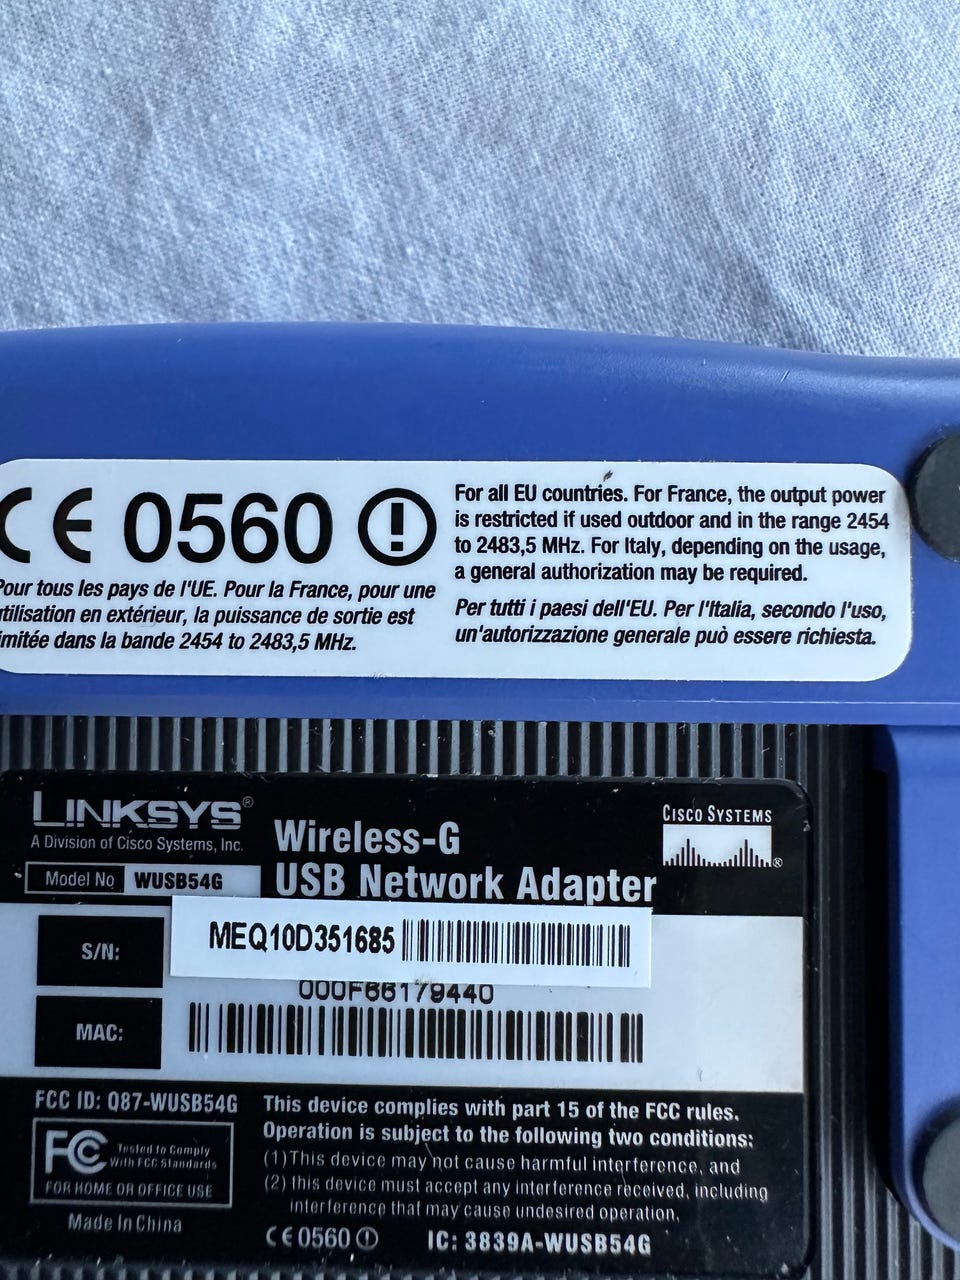 CE 0560
For all EU countries. For France, the output power
is restricted if used outdoor and in the range 2454
to 2483,5 MHz. For Italy, depending on the usage,
a general authorization may be required.
Pour tous les pays de l'UE. Pour la France, pour une
utilisation en extérieur, la puissance de sortie est
limitée dans la bande 2454 to 2483,5 MHz.
Per tutti i paesi dell'EU. Per l'Italia, secondo l'uso,
un'autorizzazione generale può essere richiesta.
LINKSYS®
A Division of Cisco Systems, Inc.
Model No WUSB54G
Wireless-G
USB Network Adapter
CISCO SYSTEMS
®
S/N:
MEQ10D351685
000F66179440
MAC:
FCC ID: Q87-WUSB54G
FC Tested to Comply
With FCC Standards
FOR HOME OR OFFICE USE
Made In China
This device complies with part 15 of the FCC rules.
Operation is subject to the following two conditions:
(1) This device may not cause harmful interference, and
(2) this device must accept any interference received, including
interference that may cause undesired operation.
CE 0560
IC: 3839A-WUSB54G